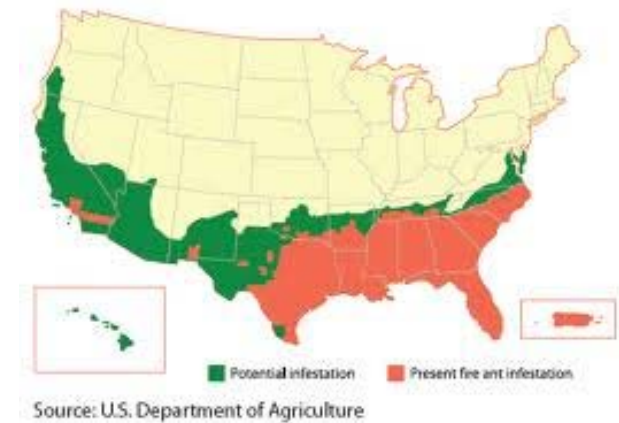 Potential infestation
Present fire ant infestation
Source: U.S. Department of Agriculture